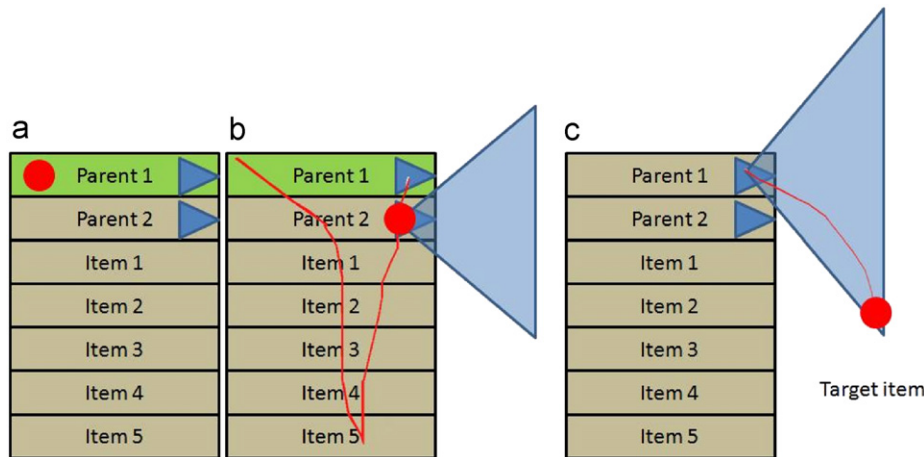 a
Parent 1
Parent 2
Item 1
Item 2
Item 3
Item 4
Item 5
b
Parent 1
Parent 2
Item 1
Item 2
Item 3
Item 4
Item 5
c
Parent 1
Parent 2
Item 1
Item 2
Item 3
Item 4
Item 5
Target item